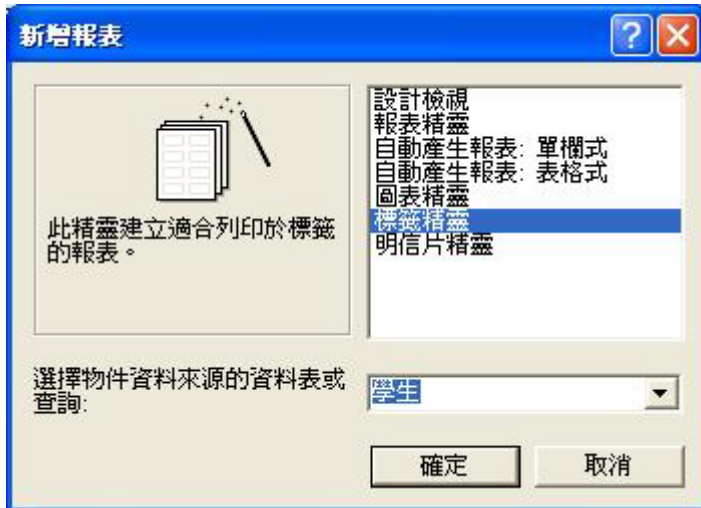 新增報表
設計檢視
報表精靈
自動產生報表: 單欄式
自動產生報表: 表格式
圖表精靈
標籤精靈
明信片精靈
此精靈建立適合列印於標籤
的報表。
選擇物件資料來源的資料表或
查詢:
學生
確定
取消